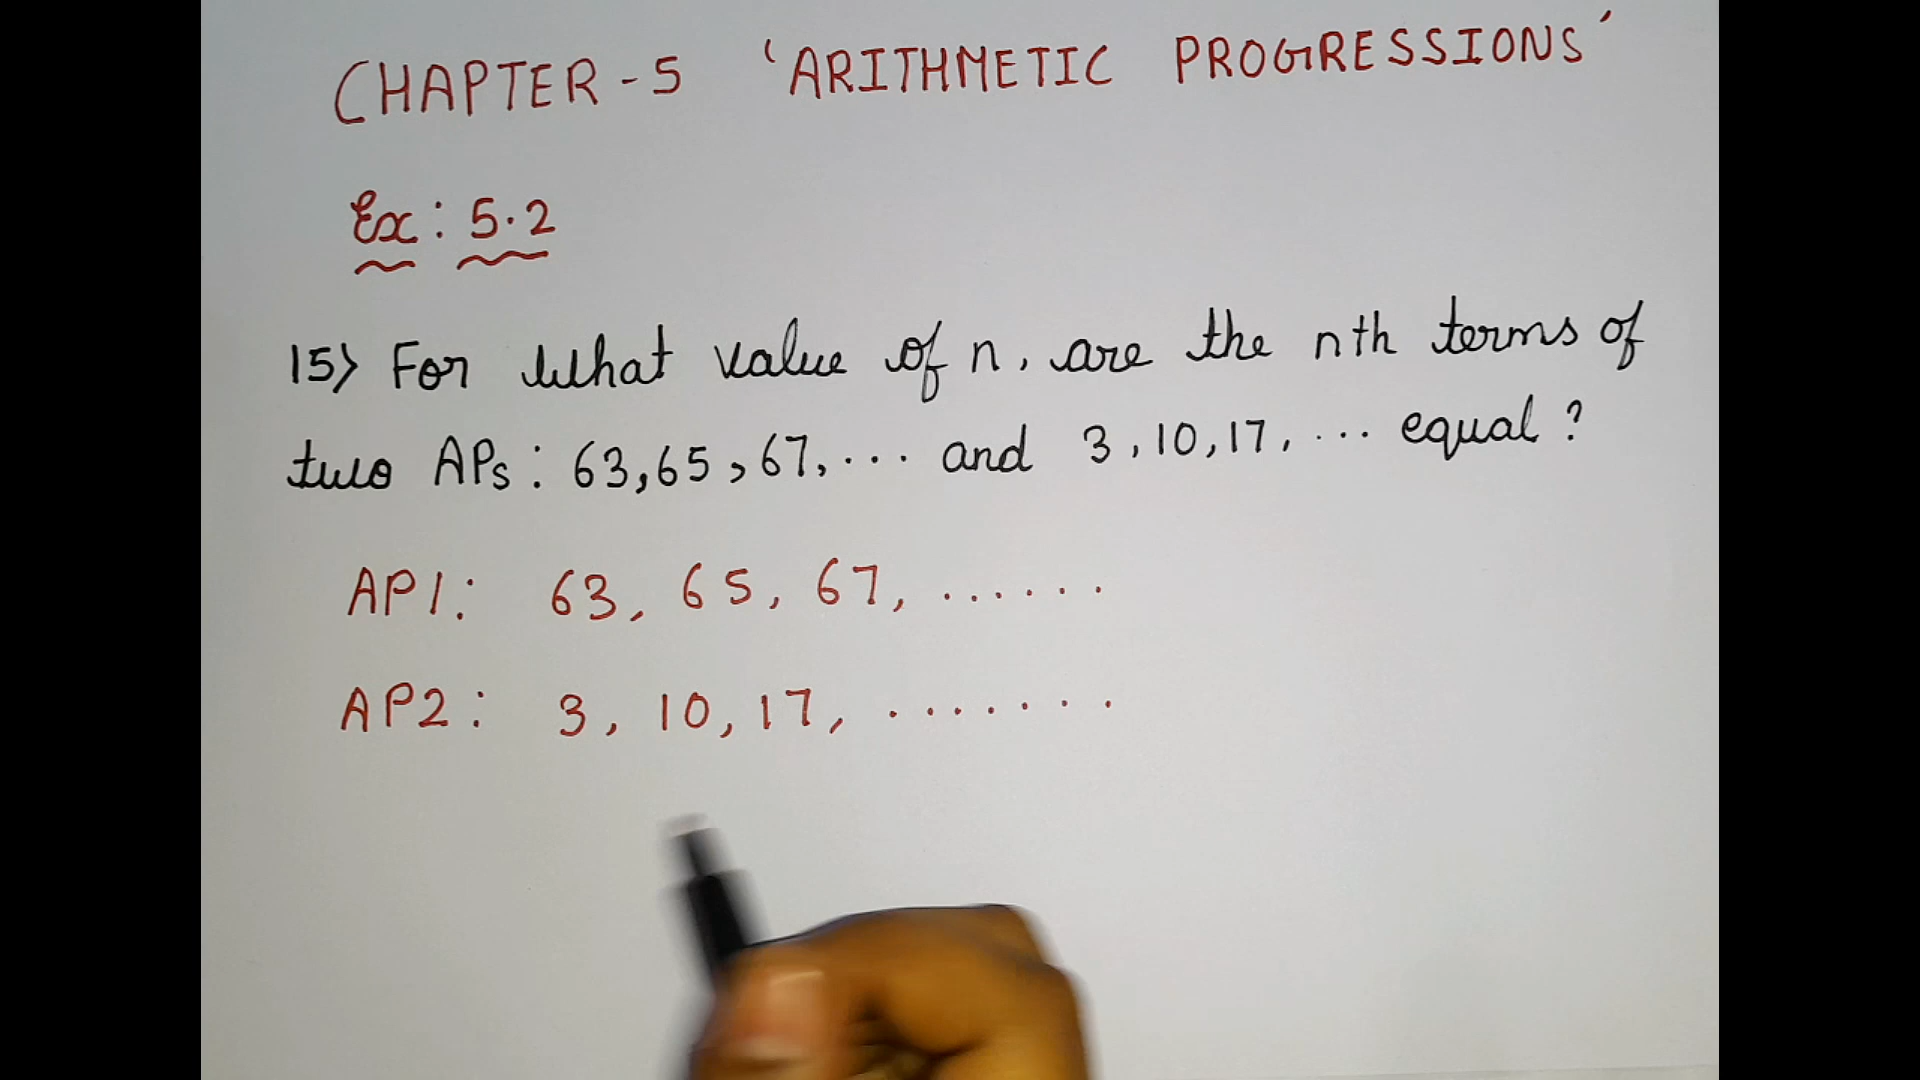 CHAPTER-5 'ARITHMETIC PROGRESSIONS'
Ex: 5.2
15) For what value of n, are the nth terms of
two APs: 63,65,67,... and 3,10,17,... equal?
AP1: 63, 65, 67, ......
AP2: 3, 10, 17, .......